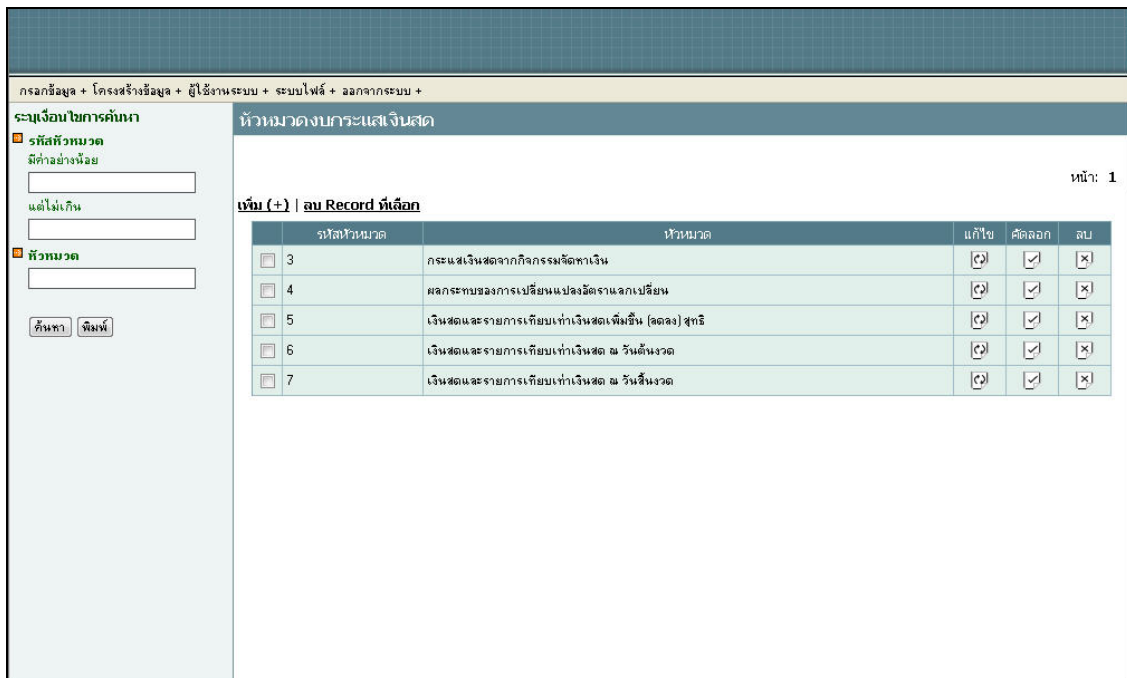 กรอกข้อมูล + โครงสร้างข้อมูล + ผู้ใช้งานระบบ + ระบบไฟล์ + ออกจากระบบ +
ระบุเงื่อนไขการค้นหา
รหัสหัวหมวด
มีค่าอย่างน้อย
แต่ไม่เกิน
หัวหมวด
ค้นหา พิมพ์
หัวหมวดงบกระแสเงินสด
หน้า: 1
เพิ่ม (+) | ลบ Record ที่เลือก
รหัสหัวหมวด หัวหมวด แก้ไข คัดลอก ลบ
3 กระแสเงินสดจากกิจกรรมจัดหาเงิน
4 ผลกระทบของการเปลี่ยนแปลงอัตราแลกเปลี่ยน
5 เงินสดและรายการเทียบเท่าเงินสดเพิ่มขึ้น (ลดลง) สุทธิ
6 เงินสดและรายการเทียบเท่าเงินสด ณ วันต้นงวด
7 เงินสดและรายการเทียบเท่าเงินสด ณ วันสิ้นงวด